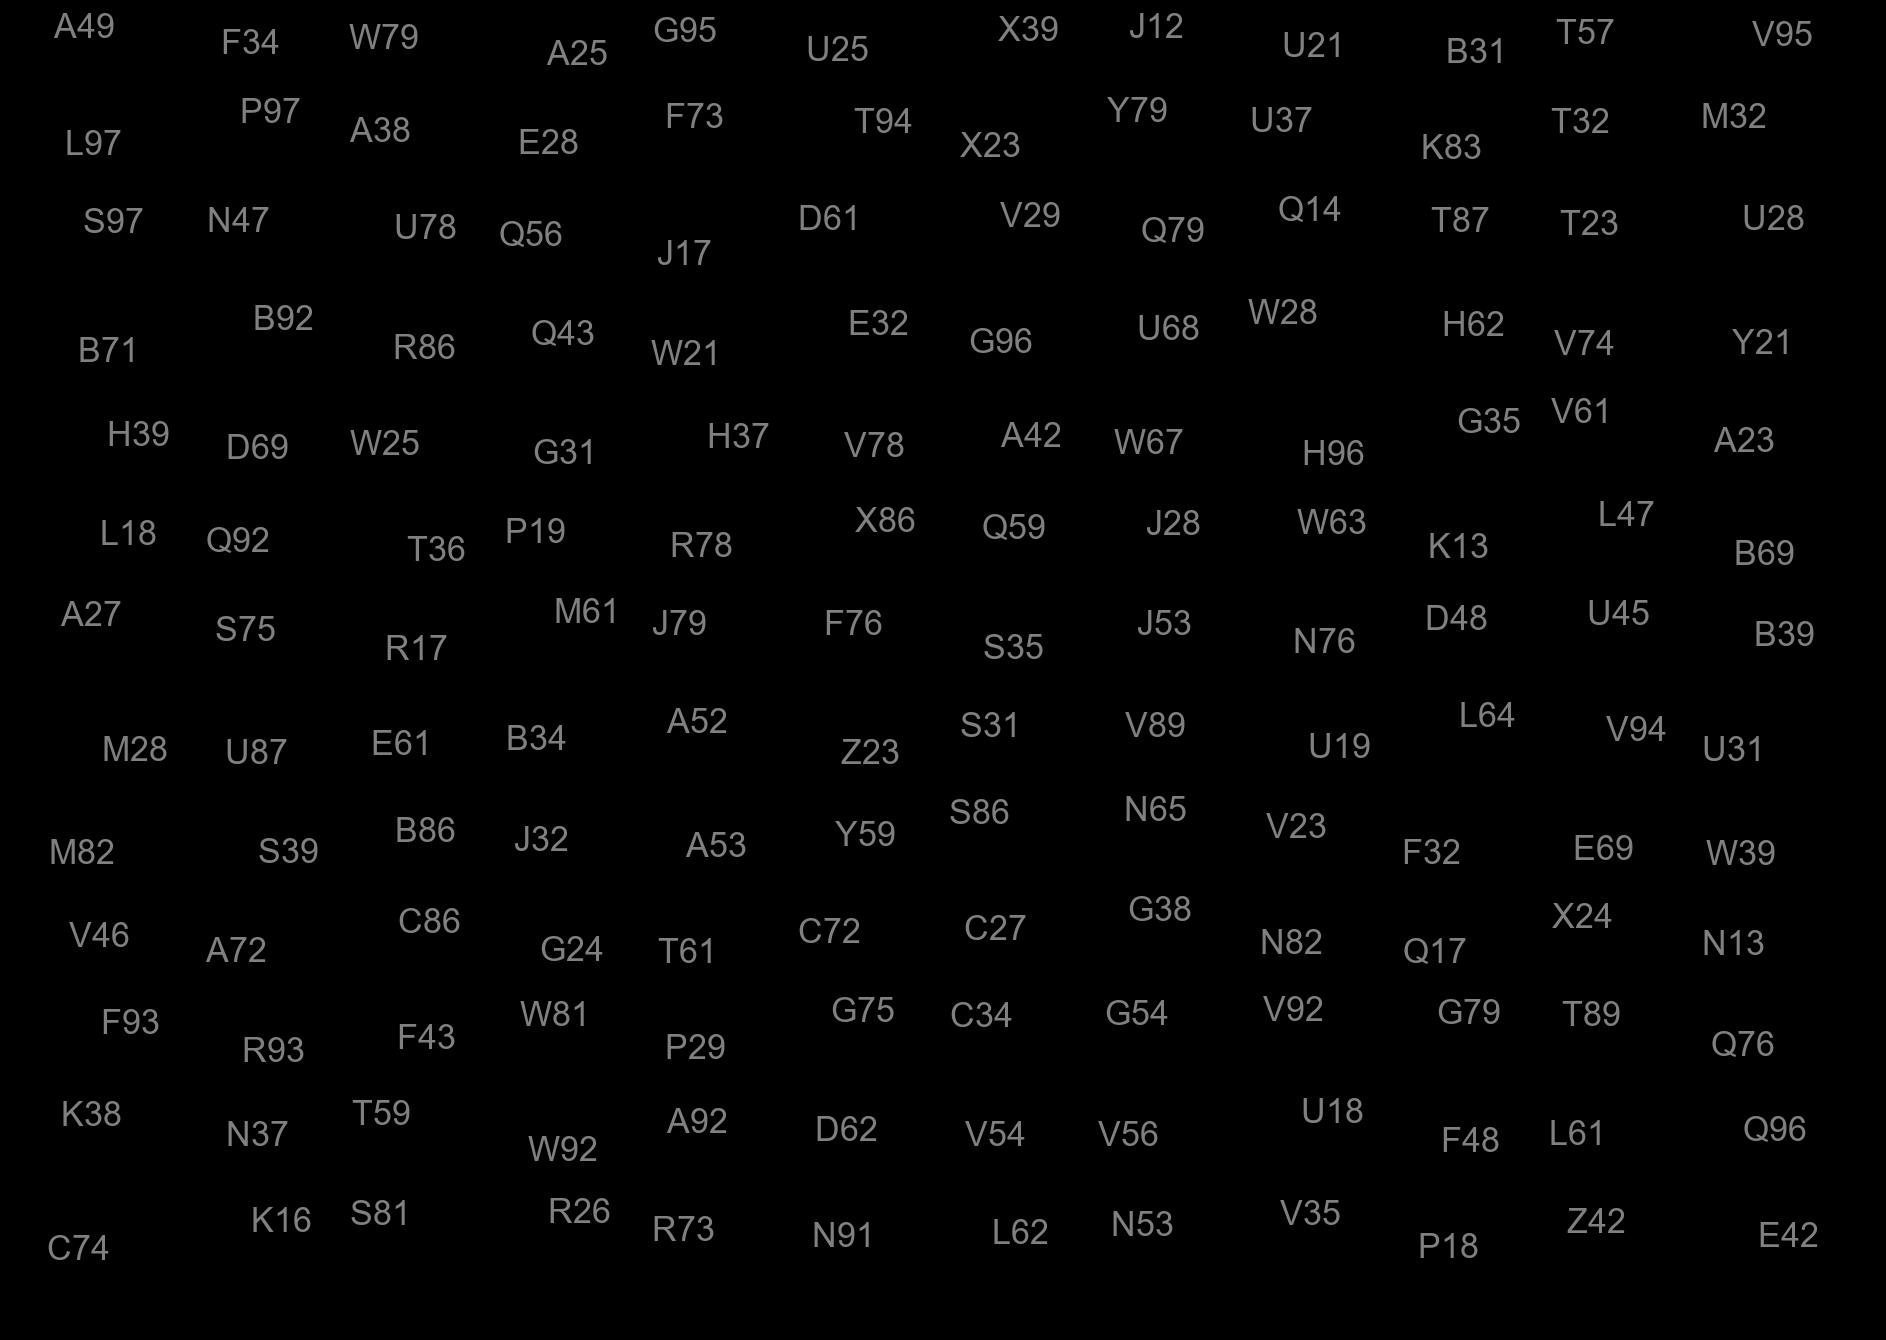 A49 F34 W79 A25 G95 U25 X39 J12 U21 B31 T57 V95
L97 P97 A38 E28 F73 T94 X23 Y79 U37 K83 T32 M32
S97 N47 U78 Q56 J17 D61 V29 Q79 Q14 T87 T23 U28
B71 B92 R86 Q43 W21 E32 G96 U68 W28 H62 V74 Y21
H39 D69 W25 G31 H37 V78 A42 W67 H96 G35 V61 A23
L18 Q92 T36 P19 R78 X86 Q59 J28 W63 K13 L47 B69
A27 S75 R17 M61 J79 F76 S35 J53 N76 D48 U45 B39
M28 U87 E61 B34 A52 Z23 S31 V89 U19 L64 V94 U31
M82 S39 B86 J32 A53 Y59 S86 N65 V23 F32 E69 W39
V46 A72 C86 G24 T61 C72 C27 G38 N82 Q17 X24 N13
F93 R93 F43 W81 P29 G75 C34 G54 V92 G79 T89 Q76
K38 N37 T59 W92 A92 D62 V54 V56 U18 F48 L61 Q96
C74 K16 S81 R26 R73 N91 L62 N53 V35 P18 Z42 E42